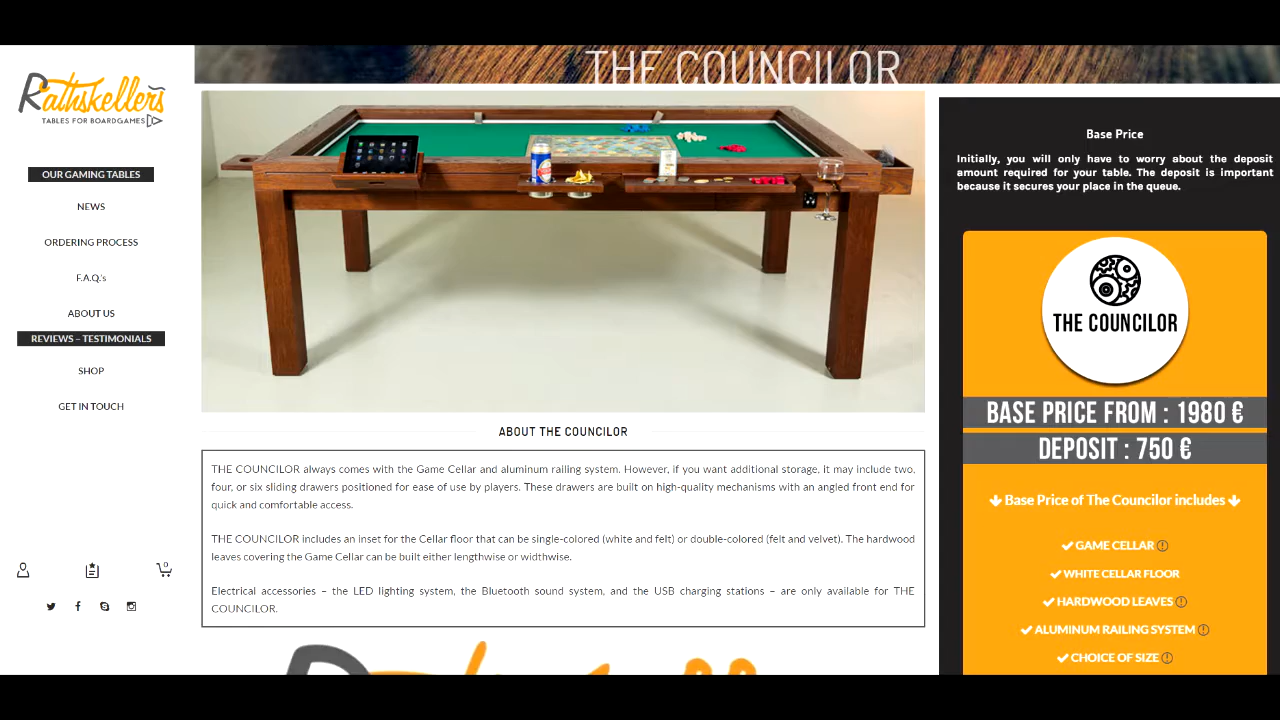 THE COUNCILOR
Rathskellers
TABLES FOR BOARDGAMES
OUR GAMING TABLES
NEWS
ORDERING PROCESS
F.A.Q.'s
ABOUT US
REVIEWS – TESTIMONIALS
SHOP
GET IN TOUCH
0
ABOUT THE COUNCILOR
THE COUNCILOR always comes with the Game Cellar and aluminum railing system. However, if you want additional storage, it may include two,
four, or six sliding drawers positioned for ease of use by players. These drawers are built on high-quality mechanisms with an angled front end for
quick and comfortable access.
THE COUNCILOR includes an inset for the Cellar floor that can be single-colored (white and felt) or double-colored (felt and velvet). The hardwood
leaves covering the Game Cellar can be built either lengthwise or widthwise.
Electrical accessories – the LED lighting system, the Bluetooth sound system, and the USB charging stations – are only available for THE
COUNCILOR.
Base Price
Initially, you will only have to worry about the deposit
amount required for your table. The deposit is important
because it secures your place in the queue.
THE COUNCILOR
BASE PRICE FROM : 1980 €
DEPOSIT : 750 €
Base Price of The Councilor includes
GAME CELLAR
WHITE CELLAR FLOOR
HARDWOOD LEAVES
ALUMINUM RAILING SYSTEM
CHOICE OF SIZE